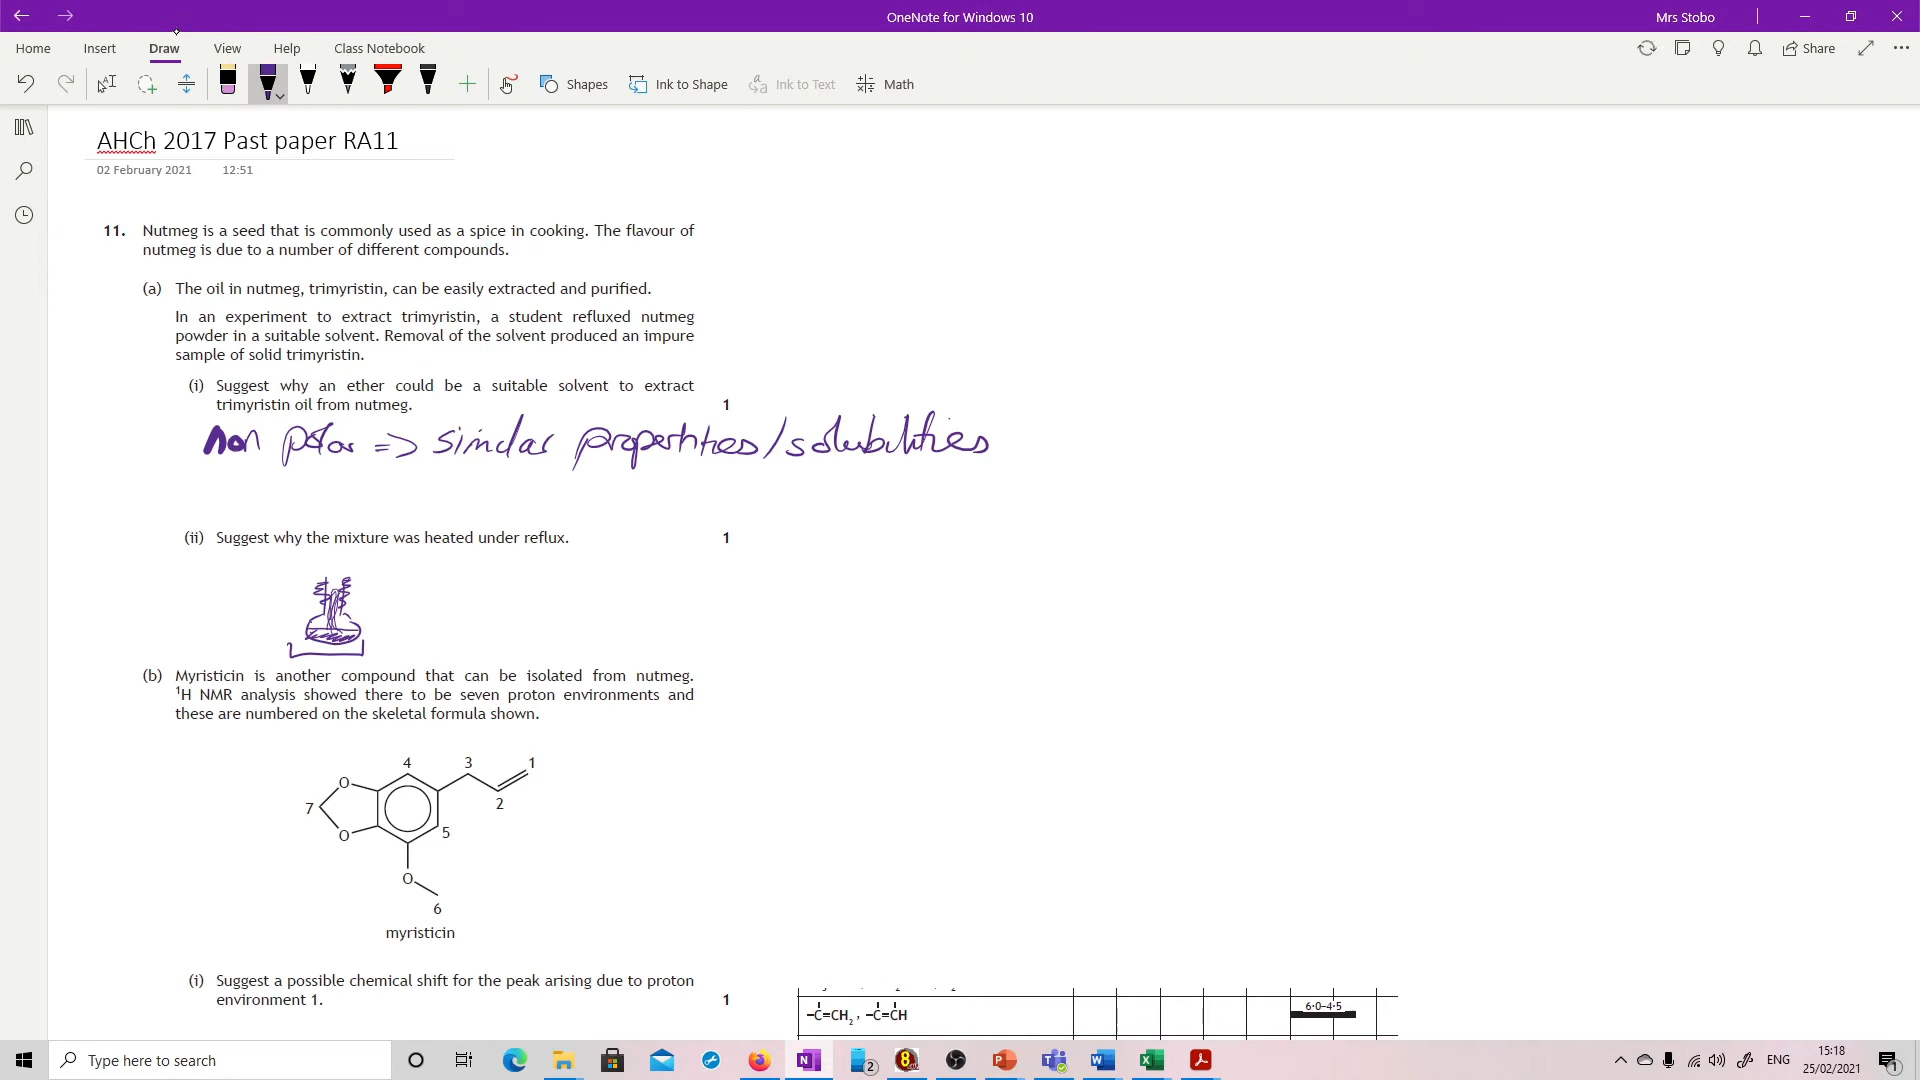 OneNote for Windows 10
Mrs Stobo
Home Insert Draw View Help Class Notebook
Share
Shapes Ink to Shape Ink to Text Math
AHCh 2017 Past paper RA11
02 February 2021 12:51
11. Nutmeg is a seed that is commonly used as a spice in cooking. The flavour of
nutmeg is due to a number of different compounds.
(a) The oil in nutmeg, trimyristin, can be easily extracted and purified.
In an experiment to extract trimyristin, a student refluxed nutmeg
powder in a suitable solvent. Removal of the solvent produced an impure
sample of solid trimyristin.
(i) Suggest why an ether could be a suitable solvent to extract
trimyristin oil from nutmeg. 1
non polar => similar properties/solubilities
(ii) Suggest why the mixture was heated under reflux. 1
(b) Myristicin is another compound that can be isolated from nutmeg.
¹H NMR analysis showed there to be seven proton environments and
these are numbered on the skeletal formula shown.
4 3 1
O
7 2
O 5
O
6
myristicin
(i) Suggest a possible chemical shift for the peak arising due to proton
environment 1. 1
–C=CH₂, –C=CH 6·0–4·5
Type here to search
2
8
ENG
15:18
25/02/2021
1